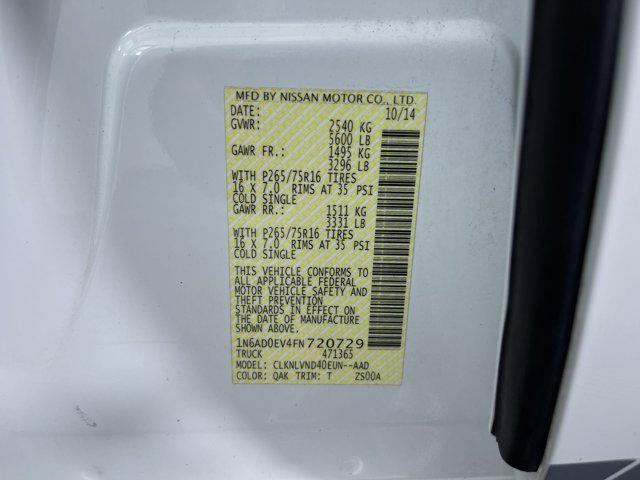 MFD BY NISSAN MOTOR CO., LTD.
DATE: 10/14
GVWR: 2540 KG
5600 LB
GAWR FR.: 1495 KG
3296 LB
WITH P265/75R16 TIRES
16 X 7.0 RIMS AT 35 PSI
COLD SINGLE
GAWR RR.: 1511 KG
3331 LB
WITH P265/75R16 TIRES
16 X 7.0 RIMS AT 35 PSI
COLD SINGLE
THIS VEHICLE CONFORMS TO
ALL APPLICABLE FEDERAL
MOTOR VEHICLE SAFETY AND
THEFT PREVENTION
STANDARDS IN EFFECT ON
THE DATE OF MANUFACTURE
SHOWN ABOVE.
1N6AD0EV4FN720729
TRUCK 471365
MODEL: CLKNLVND40EUN--AAD
COLOR: QAK TRIM: T ZS00A